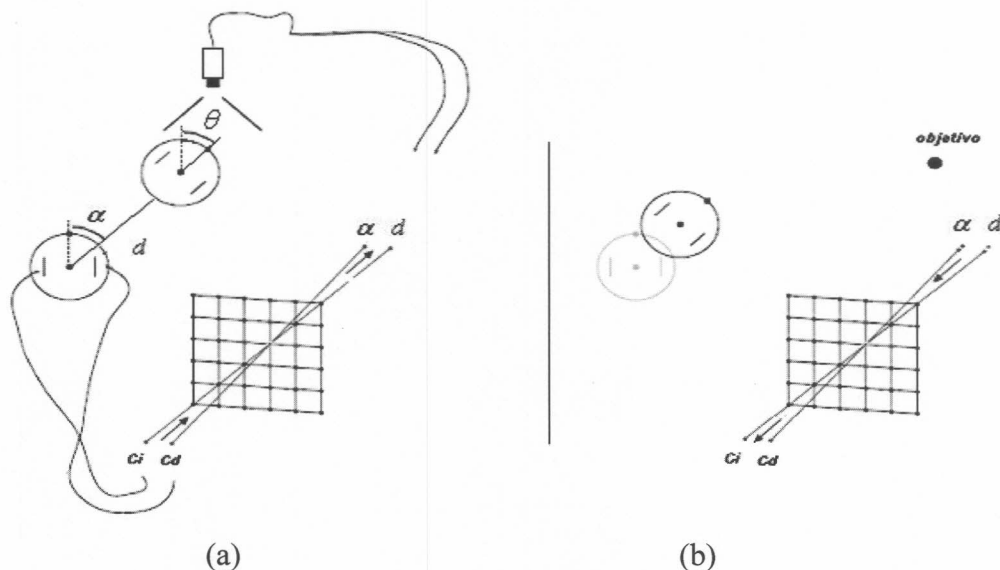 θ
α
d
α d
Ci Cd
(a)
objetivo
α d
Ci Cd
(b)